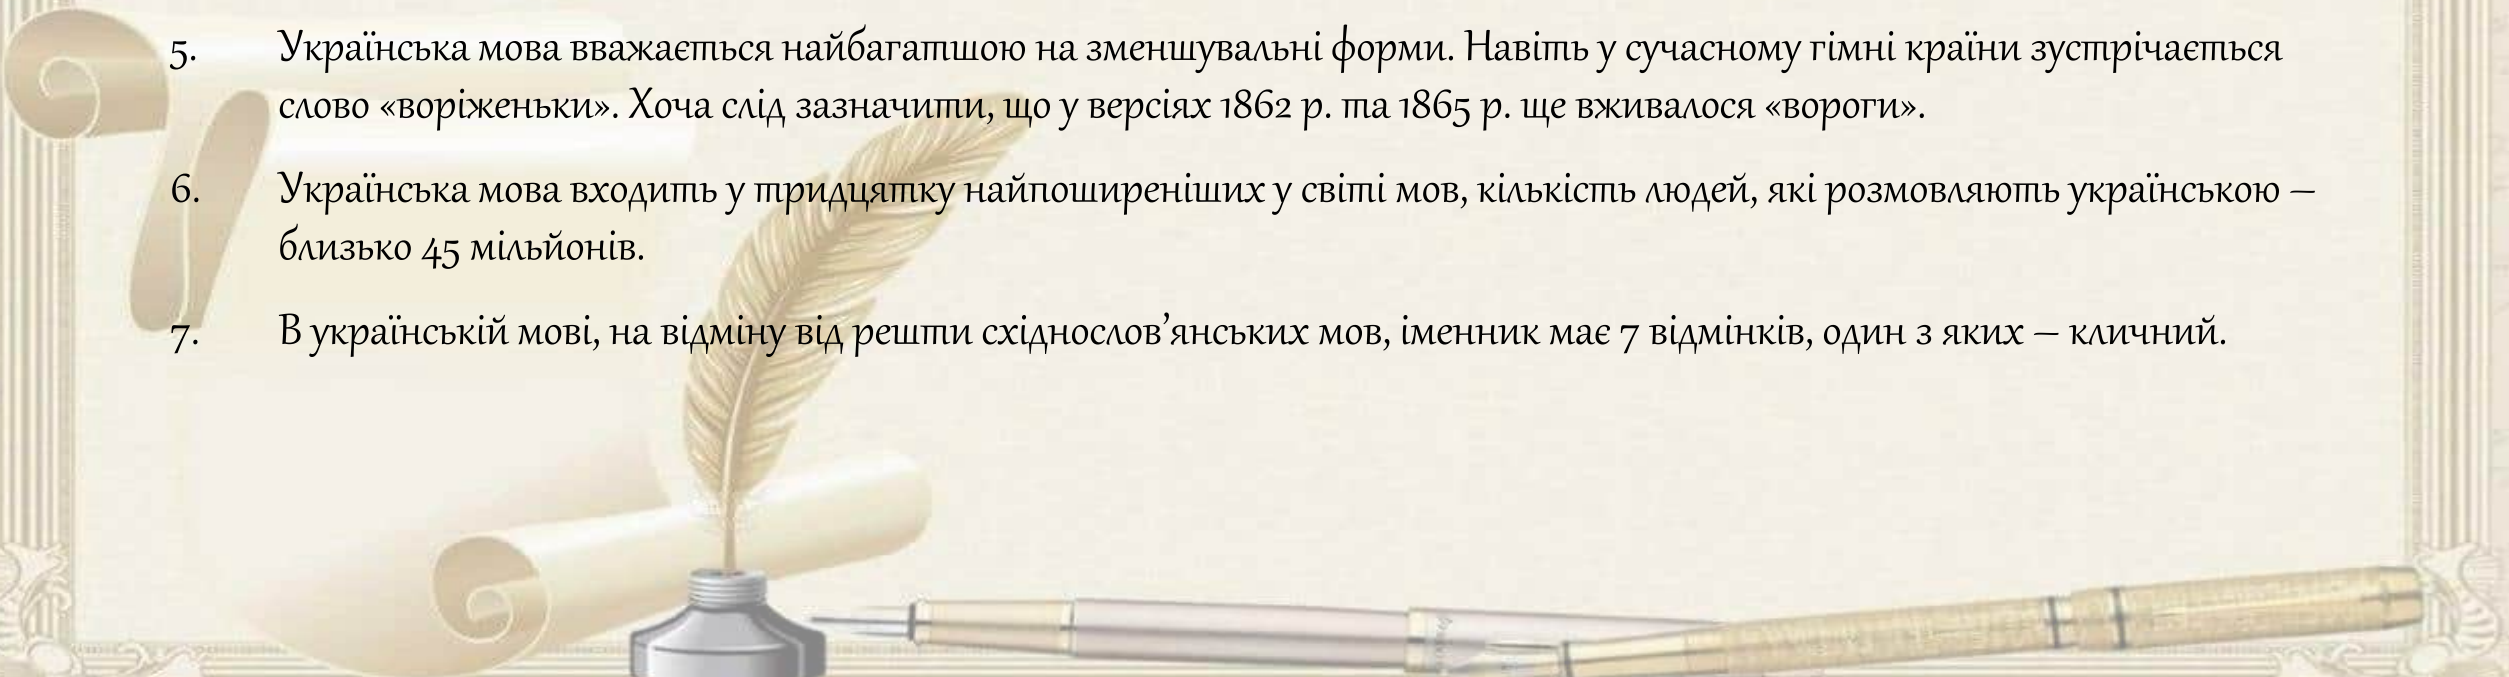 5. Українська мова вважається найбагатшою на зменшувальні форми. Навіть у сучасному гімні країни зустрічається
слово «воріженьки». Хоча слід зазначити, що у версіях 1862 р. та 1865 р. ще вживалося «вороги».
6. Українська мова входить у тридцятку найпоширеніших у світі мов, кількість людей, які розмовляють українською –
близько 45 мільйонів.
7. В українській мові, на відміну від решти східнослов’янських мов, іменник має 7 відмінків, один з яких – кличний.